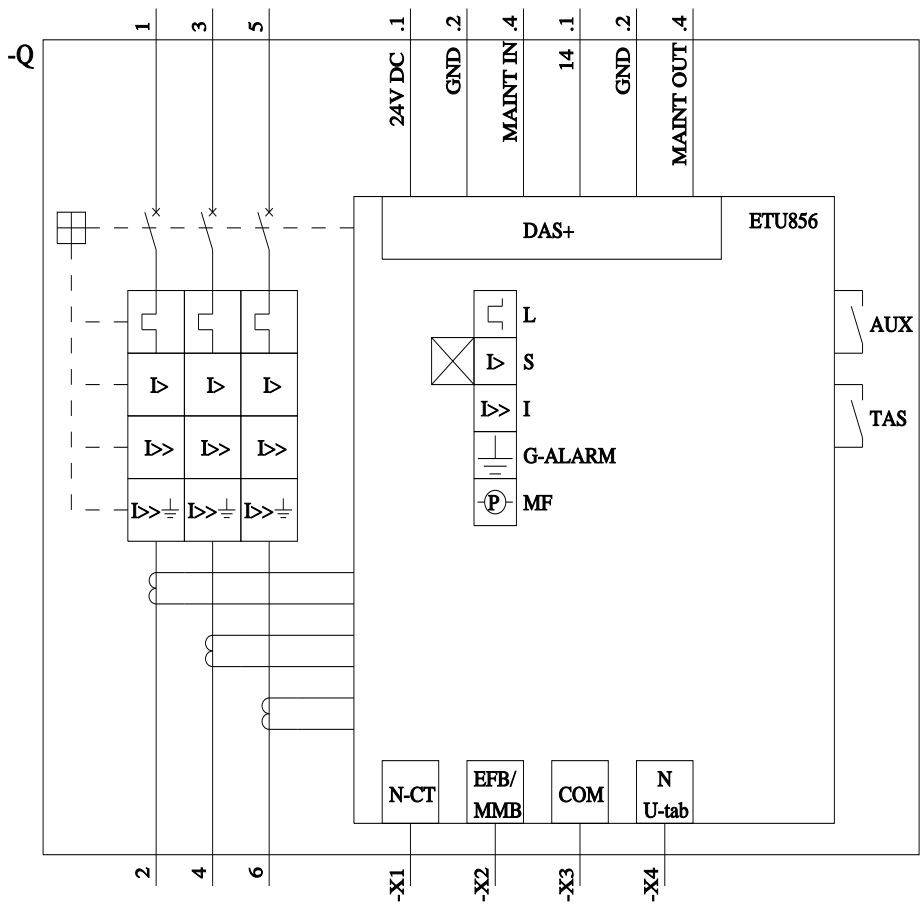 1 3 5 .1 .2 .4 .1 .2 .4
-Q
24V DC
GND
MAINT IN
14
GND
MAINT OUT
DAS+
ETU856
L
I> S
I>> I
G-ALARM
P MF
AUX
TAS
I> I> I>
I>> I>> I>>
I>> I>> I>>
N-CT
EFB/
MMB
COM
N
U-tab
2 4 6 -X1 -X2 -X3 -X4